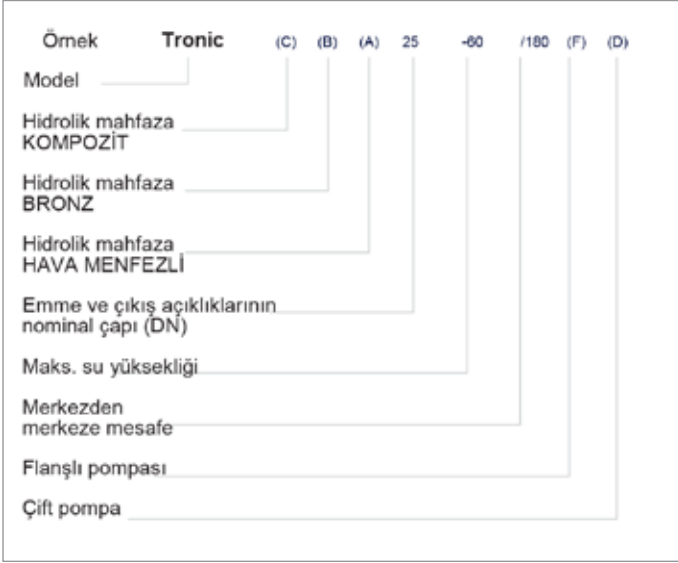 Örnek Tronic (C) (B) (A) 25 -60 /180 (F) (D)
Model
Hidrolik mahfaza
KOMPOZİT
Hidrolik mahfaza
BRONZ
Hidrolik mahfaza
HAVA MENFEZLİ
Emme ve çıkış açıklıklarının
nominal çapı (DN)
Maks. su yüksekliği
Merkezden
merkeze mesafe
Flanşlı pompası
Çift pompa